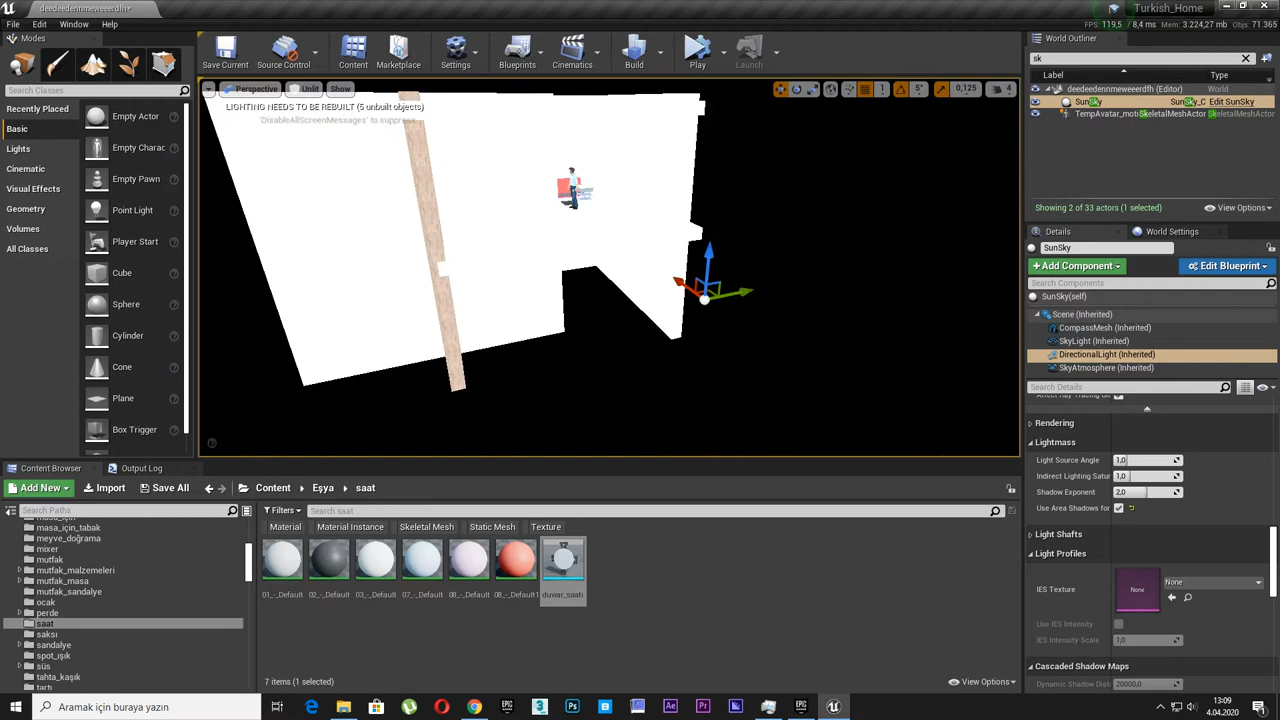 deedeedennmeweeerdfn*
Turkish_Home
File Edit Window Help
FPS: 119,5 / 8,4 ms Mem: 3.224,27 mb Objs: 71.365
Modes
Search Classes
Recently Placed
Basic
Lights
Cinematic
Visual Effects
Geometry
Volumes
All Classes
Empty Actor
Empty Charac
Empty Pawn
Point Light
Player Start
Cube
Sphere
Cylinder
Cone
Plane
Box Trigger
Save Current
Source Control
Content
Marketplace
Settings
Blueprints
Cinematics
Build
Play
Launch
Perspective
Unlit
Show
1
5°
0,125
4
LIGHTING NEEDS TO BE REBUILT (5 unbuilt objects)
'DisableAllScreenMessages' to suppress
World Outliner
sk
Label Type
deedeedennmeweeerdfh (Editor) World
SunSky SunSky_C Edit SunSky
TempAvatar_moti SkeletalMeshActor SkeletalMeshActor
Showing 2 of 33 actors (1 selected)
View Options
Details
World Settings
SunSky
Add Component
Edit Blueprint
Search Components
SunSky(self)
Scene (Inherited)
CompassMesh (Inherited)
SkyLight (Inherited)
DirectionalLight (Inherited)
SkyAtmosphere (Inherited)
Search Details
Rendering
Lightmass
Light Source Angle 1,0
Indirect Lighting Satur 1,0
Shadow Exponent 2,0
Use Area Shadows for
Light Shafts
Light Profiles
IES Texture None None
Use IES Intensity
IES Intensity Scale 1,0
Cascaded Shadow Maps
Dynamic Shadow Dist 20000,0
Content Browser
Output Log
Add New
Import
Save All
Content
Eşya
saat
Search Paths
Filters
Search saat
masa_için_tabak
meyve_doğrama
mixer
mutfak
mutfak_malzemeleri
mutfak_masa
mutfak_sandalye
ocak
perde
saat
saksı
sandalye
spot_ışık
süs
tahta_kaşık
tartı
Material
Material Instance
Skeletal Mesh
Static Mesh
Texture
01_-_Default
02_-_Default
03_-_Default
07_-_Default
08_-_Default
08_-_Default1
duwar_saati
7 items (1 selected)
View Options
Aramak için buraya yazın
13:09
4.04.2020